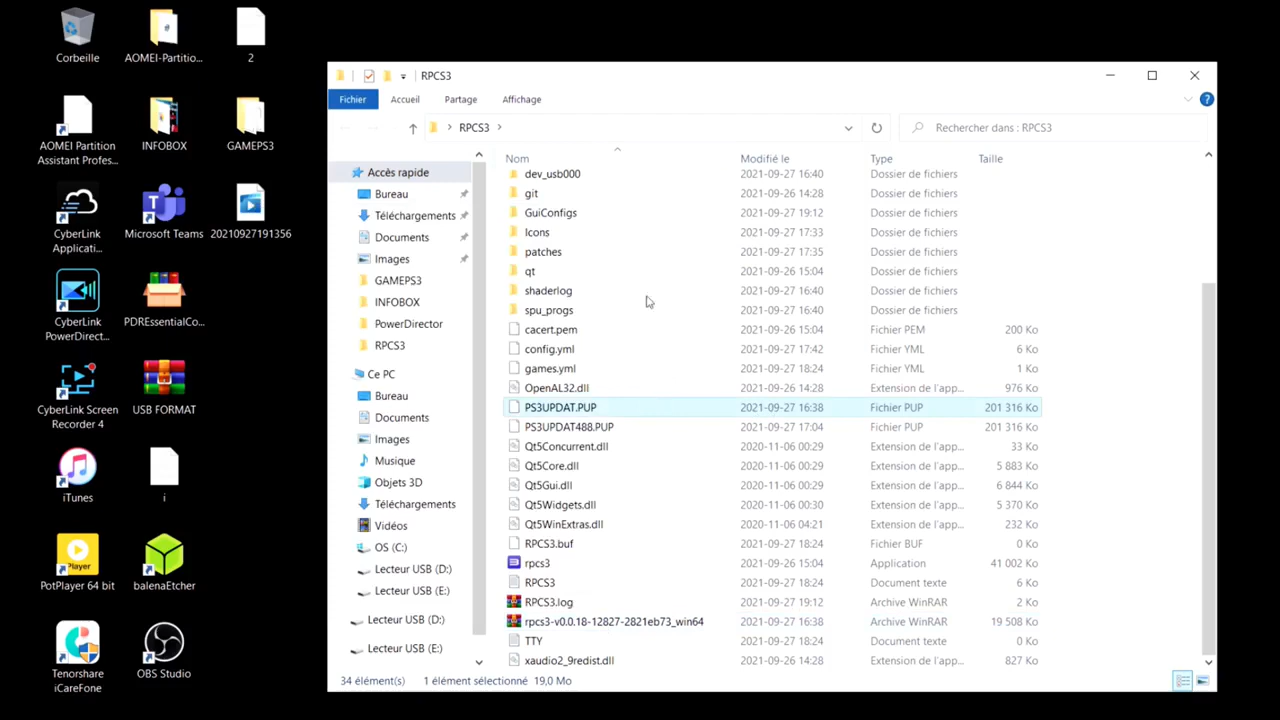 Corbeille
AOMEI-Partitio...
2
AOMEI Partition
Assistant Profes...
INFOBOX
GAMEPS3
CyberLink
Applicati...
Microsoft Teams
20210927191356
CyberLink
PowerDirect...
PDREssentialCo...
CyberLink Screen
Recorder 4
USB FORMAT
iTunes
i
Player
PotPlayer 64 bit
balenaEtcher
Tenorshare
iCareFone
OBS Studio
RPCS3
Fichier Accueil Partage Affichage
RPCS3
Rechercher dans : RPCS3
Accès rapide
Bureau
Téléchargements
Documents
Images
GAMEPS3
INFOBOX
PowerDirector
RPCS3
Ce PC
Bureau
Documents
Images
Musique
Objets 3D
Téléchargements
Vidéos
OS (C:)
Lecteur USB (D:)
Lecteur USB (E:)
Lecteur USB (D:)
Lecteur USB (E:)
Nom Modifié le Type Taille
dev_usb000 2021-09-27 16:40 Dossier de fichiers
git 2021-09-26 14:28 Dossier de fichiers
GuiConfigs 2021-09-27 19:12 Dossier de fichiers
Icons 2021-09-27 17:33 Dossier de fichiers
patches 2021-09-27 17:35 Dossier de fichiers
qt 2021-09-26 15:04 Dossier de fichiers
shaderlog 2021-09-27 16:40 Dossier de fichiers
spu_progs 2021-09-27 16:40 Dossier de fichiers
cacert.pem 2021-09-26 15:04 Fichier PEM 200 Ko
config.yml 2021-09-27 17:42 Fichier YML 6 Ko
games.yml 2021-09-27 18:24 Fichier YML 1 Ko
OpenAL32.dll 2021-09-26 14:28 Extension de l'app... 976 Ko
PS3UPDAT.PUP 2021-09-27 16:38 Fichier PUP 201 316 Ko
PS3UPDAT488.PUP 2021-09-27 17:04 Fichier PUP 201 316 Ko
Qt5Concurrent.dll 2020-11-06 00:29 Extension de l'app... 33 Ko
Qt5Core.dll 2020-11-06 00:29 Extension de l'app... 5 883 Ko
Qt5Gui.dll 2020-11-06 00:29 Extension de l'app... 6 844 Ko
Qt5Widgets.dll 2020-11-06 00:30 Extension de l'app... 5 370 Ko
Qt5WinExtras.dll 2020-11-06 04:21 Extension de l'app... 232 Ko
RPCS3.buf 2021-09-27 18:24 Fichier BUF 0 Ko
rpcs3 2021-09-26 15:04 Application 41 002 Ko
RPCS3 2021-09-27 18:24 Document texte 6 Ko
RPCS3.log 2021-09-27 19:12 Archive WinRAR 2 Ko
rpcs3-v0.0.18-12827-2821eb73_win64 2021-09-27 16:38 Archive WinRAR 19 508 Ko
TTY 2021-09-27 18:24 Document texte 0 Ko
xaudio2_9redist.dll 2021-09-26 14:28 Extension de l'app... 827 Ko
34 élément(s) 1 élément sélectionné 19,0 Mo